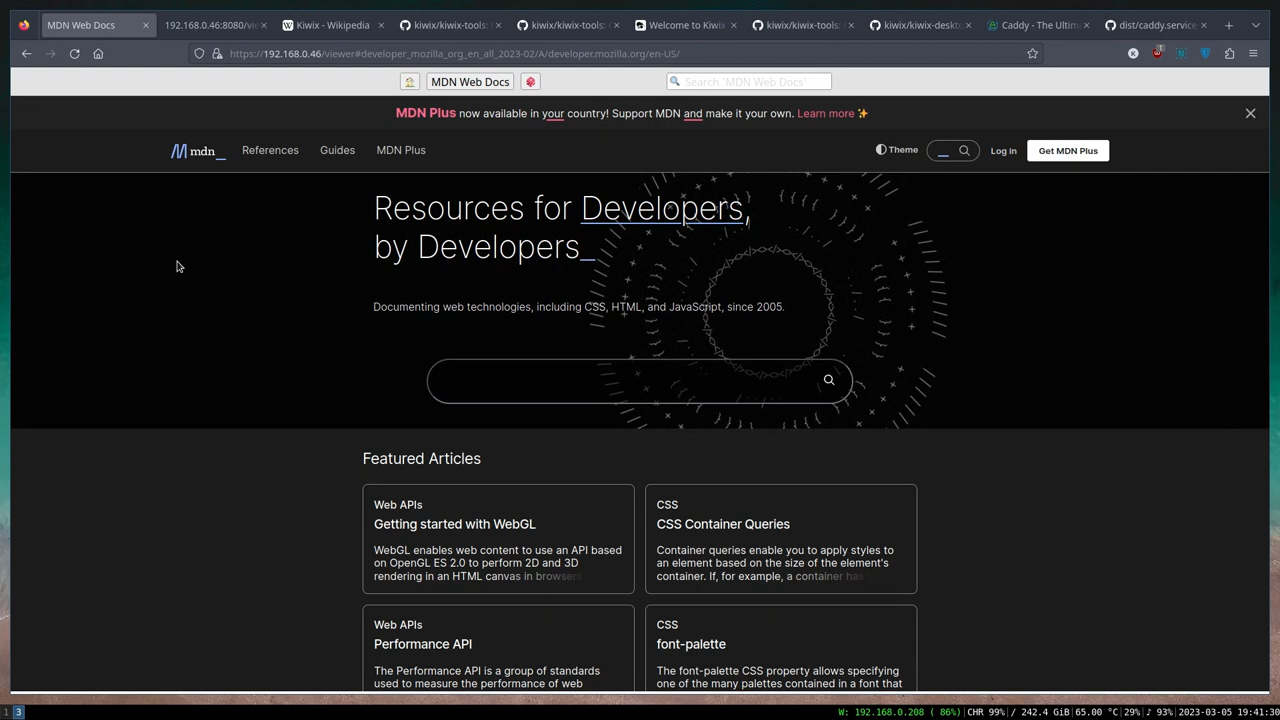 MDN Web Docs
192.168.0.46:8080/vi
Kiwix - Wikipedia
kiwix/kiwix-tools:
kiwix/kiwix-tools:
Welcome to Kiwix
kiwix/kiwix-tools:
kiwix/kiwix-deskto
Caddy - The Ultim
dist/caddy.service
https://192.168.0.46/viewer#developer_mozilla_org_en_all_2023-02/A/developer.mozilla.org/en-US/
MDN Web Docs
Search 'MDN Web Docs'
MDN Plus now available in your country! Support MDN and make it your own. Learn more ✨
mdn_
References
Guides
MDN Plus
Theme
Log in
Get MDN Plus
Resources for Developers,
by Developers_
Documenting web technologies, including CSS, HTML, and JavaScript, since 2005.
Featured Articles
Web APIs
Getting started with WebGL
WebGL enables web content to use an API based
on OpenGL ES 2.0 to perform 2D and 3D
rendering in an HTML canvas in browsers
CSS
CSS Container Queries
Container queries enable you to apply styles to
an element based on the size of the element's
container. If, for example, a container has
Web APIs
Performance API
The Performance API is a group of standards
used to measure the performance of web
CSS
font-palette
The font-palette CSS property allows specifying
one of the many palettes contained in a font that
1 3
W: 192.168.0.208 ( 86%)|CHR 99%|/ 242.4 GiB|65.00 °C|29%|♪ 93%|2023-03-05 19:41:30